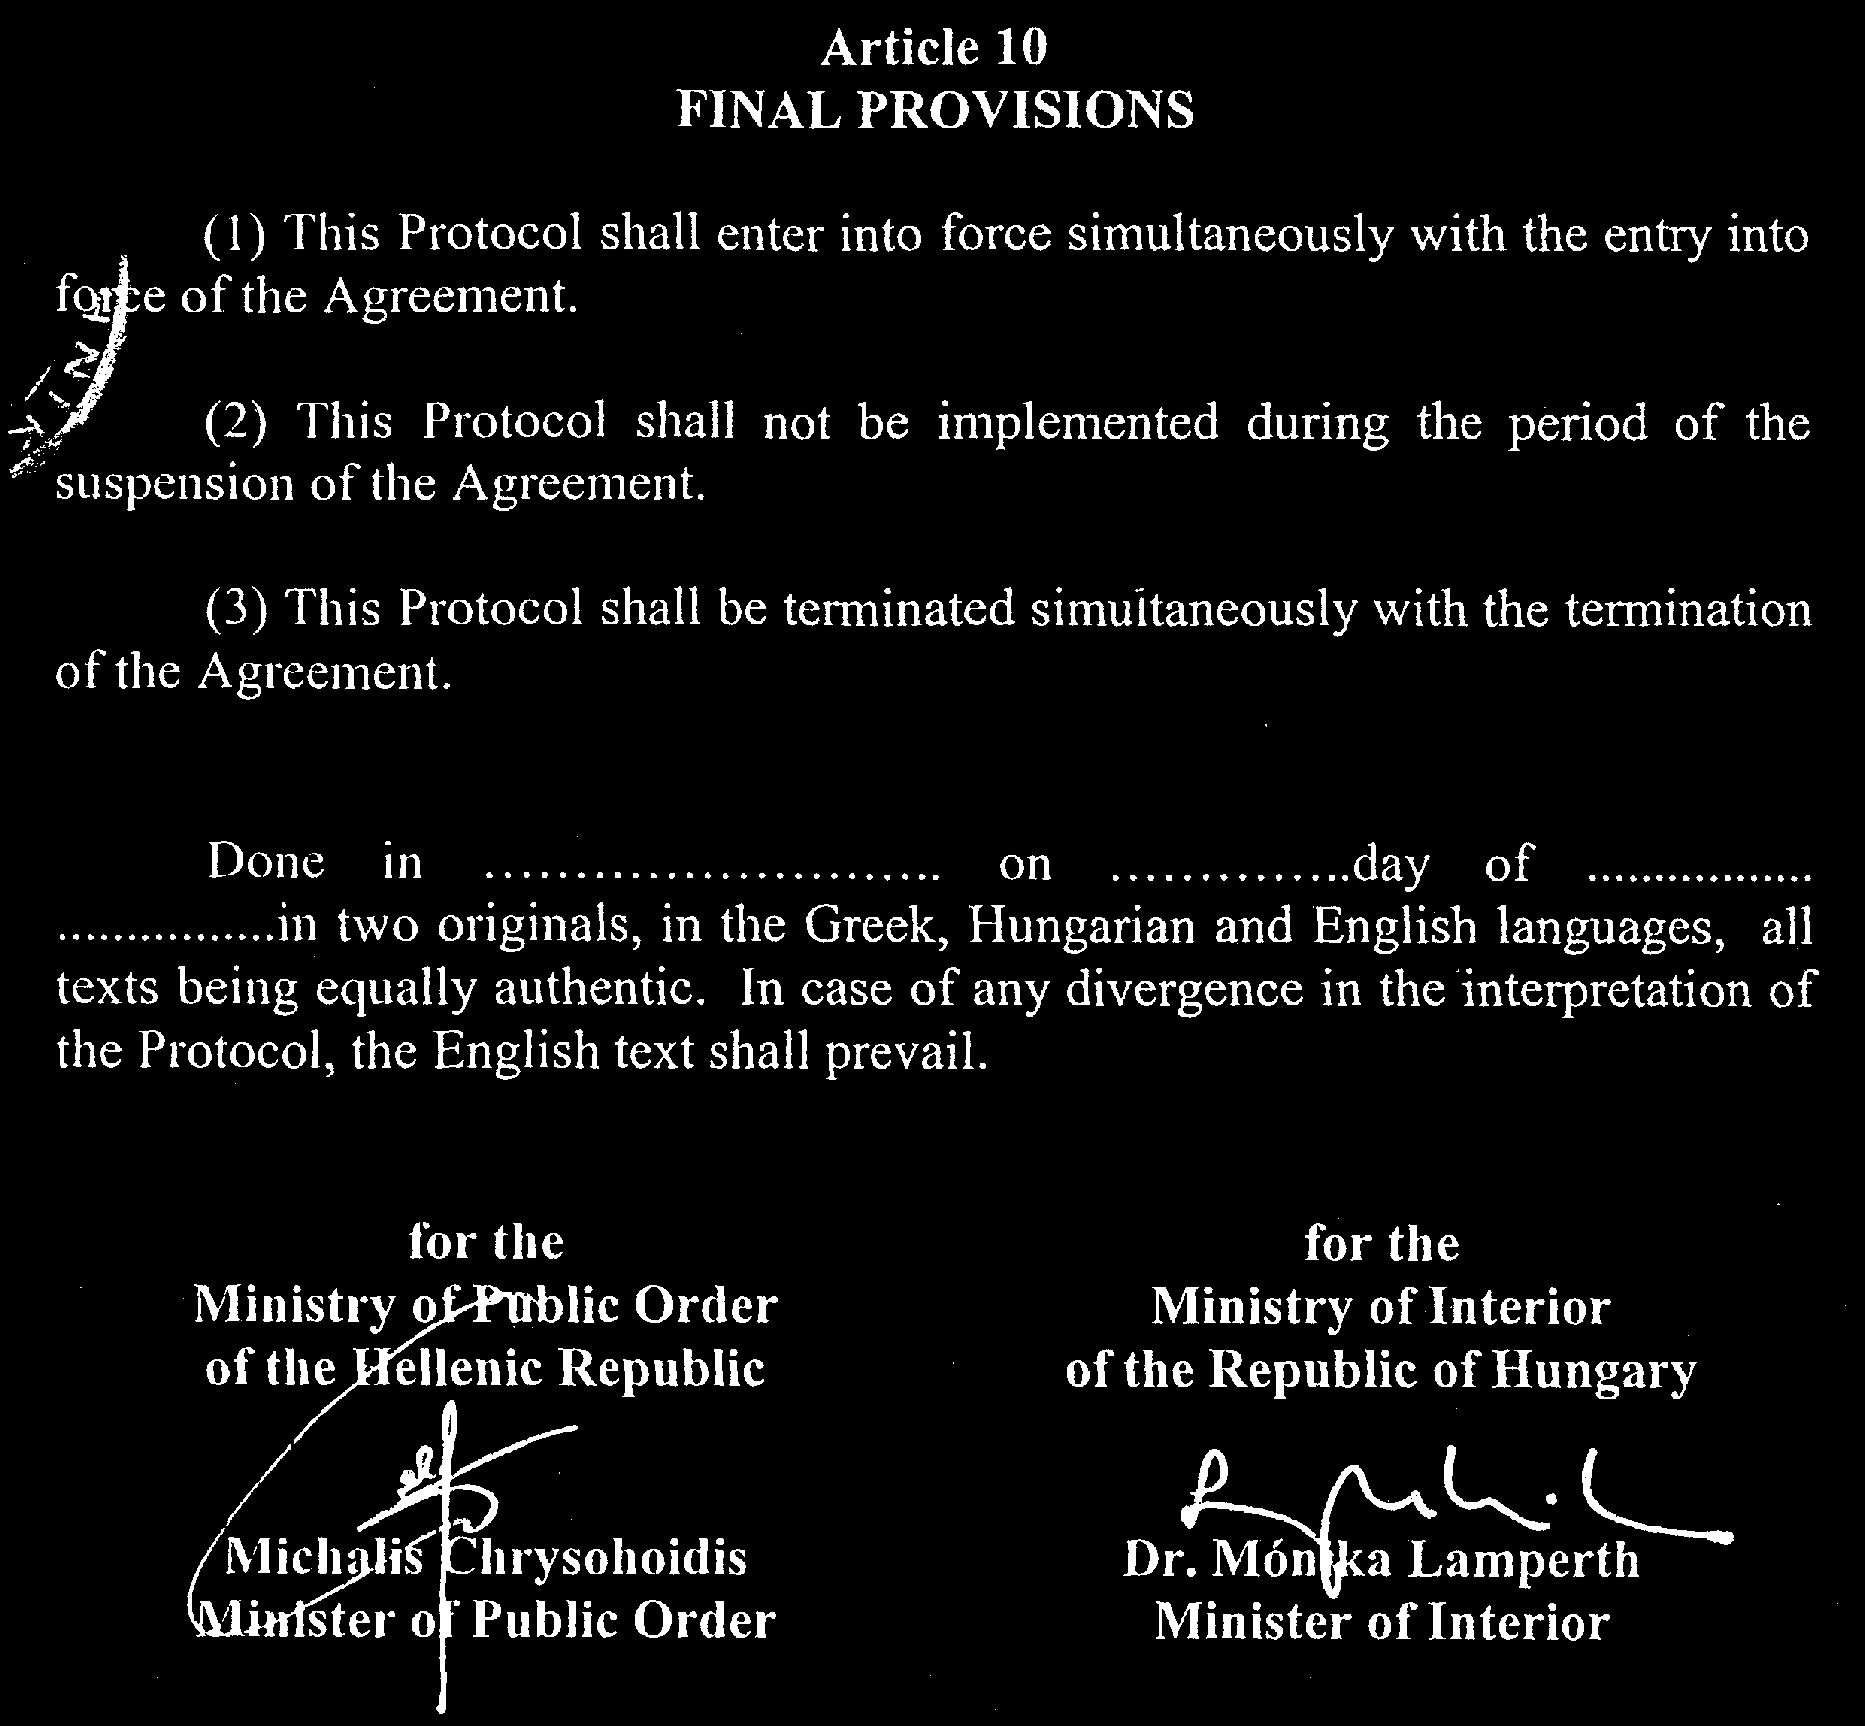 Article 10
FINAL PROVISIONS
(1) This Protocol shall enter into force simultaneously with the entry into
force of the Agreement.
(2) This Protocol shall not be implemented during the period of the
suspension of the Agreement.
(3) This Protocol shall be terminated simultaneously with the termination
of the Agreement.
Done in .......................... on ..............day of .................
................in two originals, in the Greek, Hungarian and English languages, all
texts being equally authentic. In case of any divergence in the interpretation of
the Protocol, the English text shall prevail.
for the
Ministry of Public Order
of the Hellenic Republic
Michalis Chrysohoidis
Minister of Public Order
for the
Ministry of Interior
of the Republic of Hungary
Dr. Mónika Lamperth
Minister of Interior